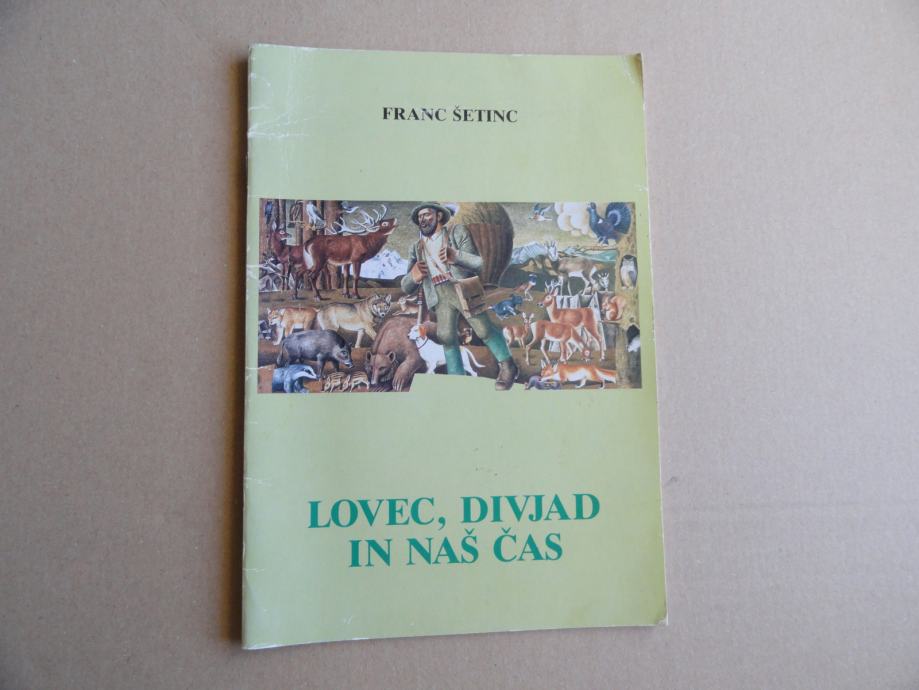 FRANC ŠETINC
LOVEC, DIVJAD
IN NAŠ ČAS